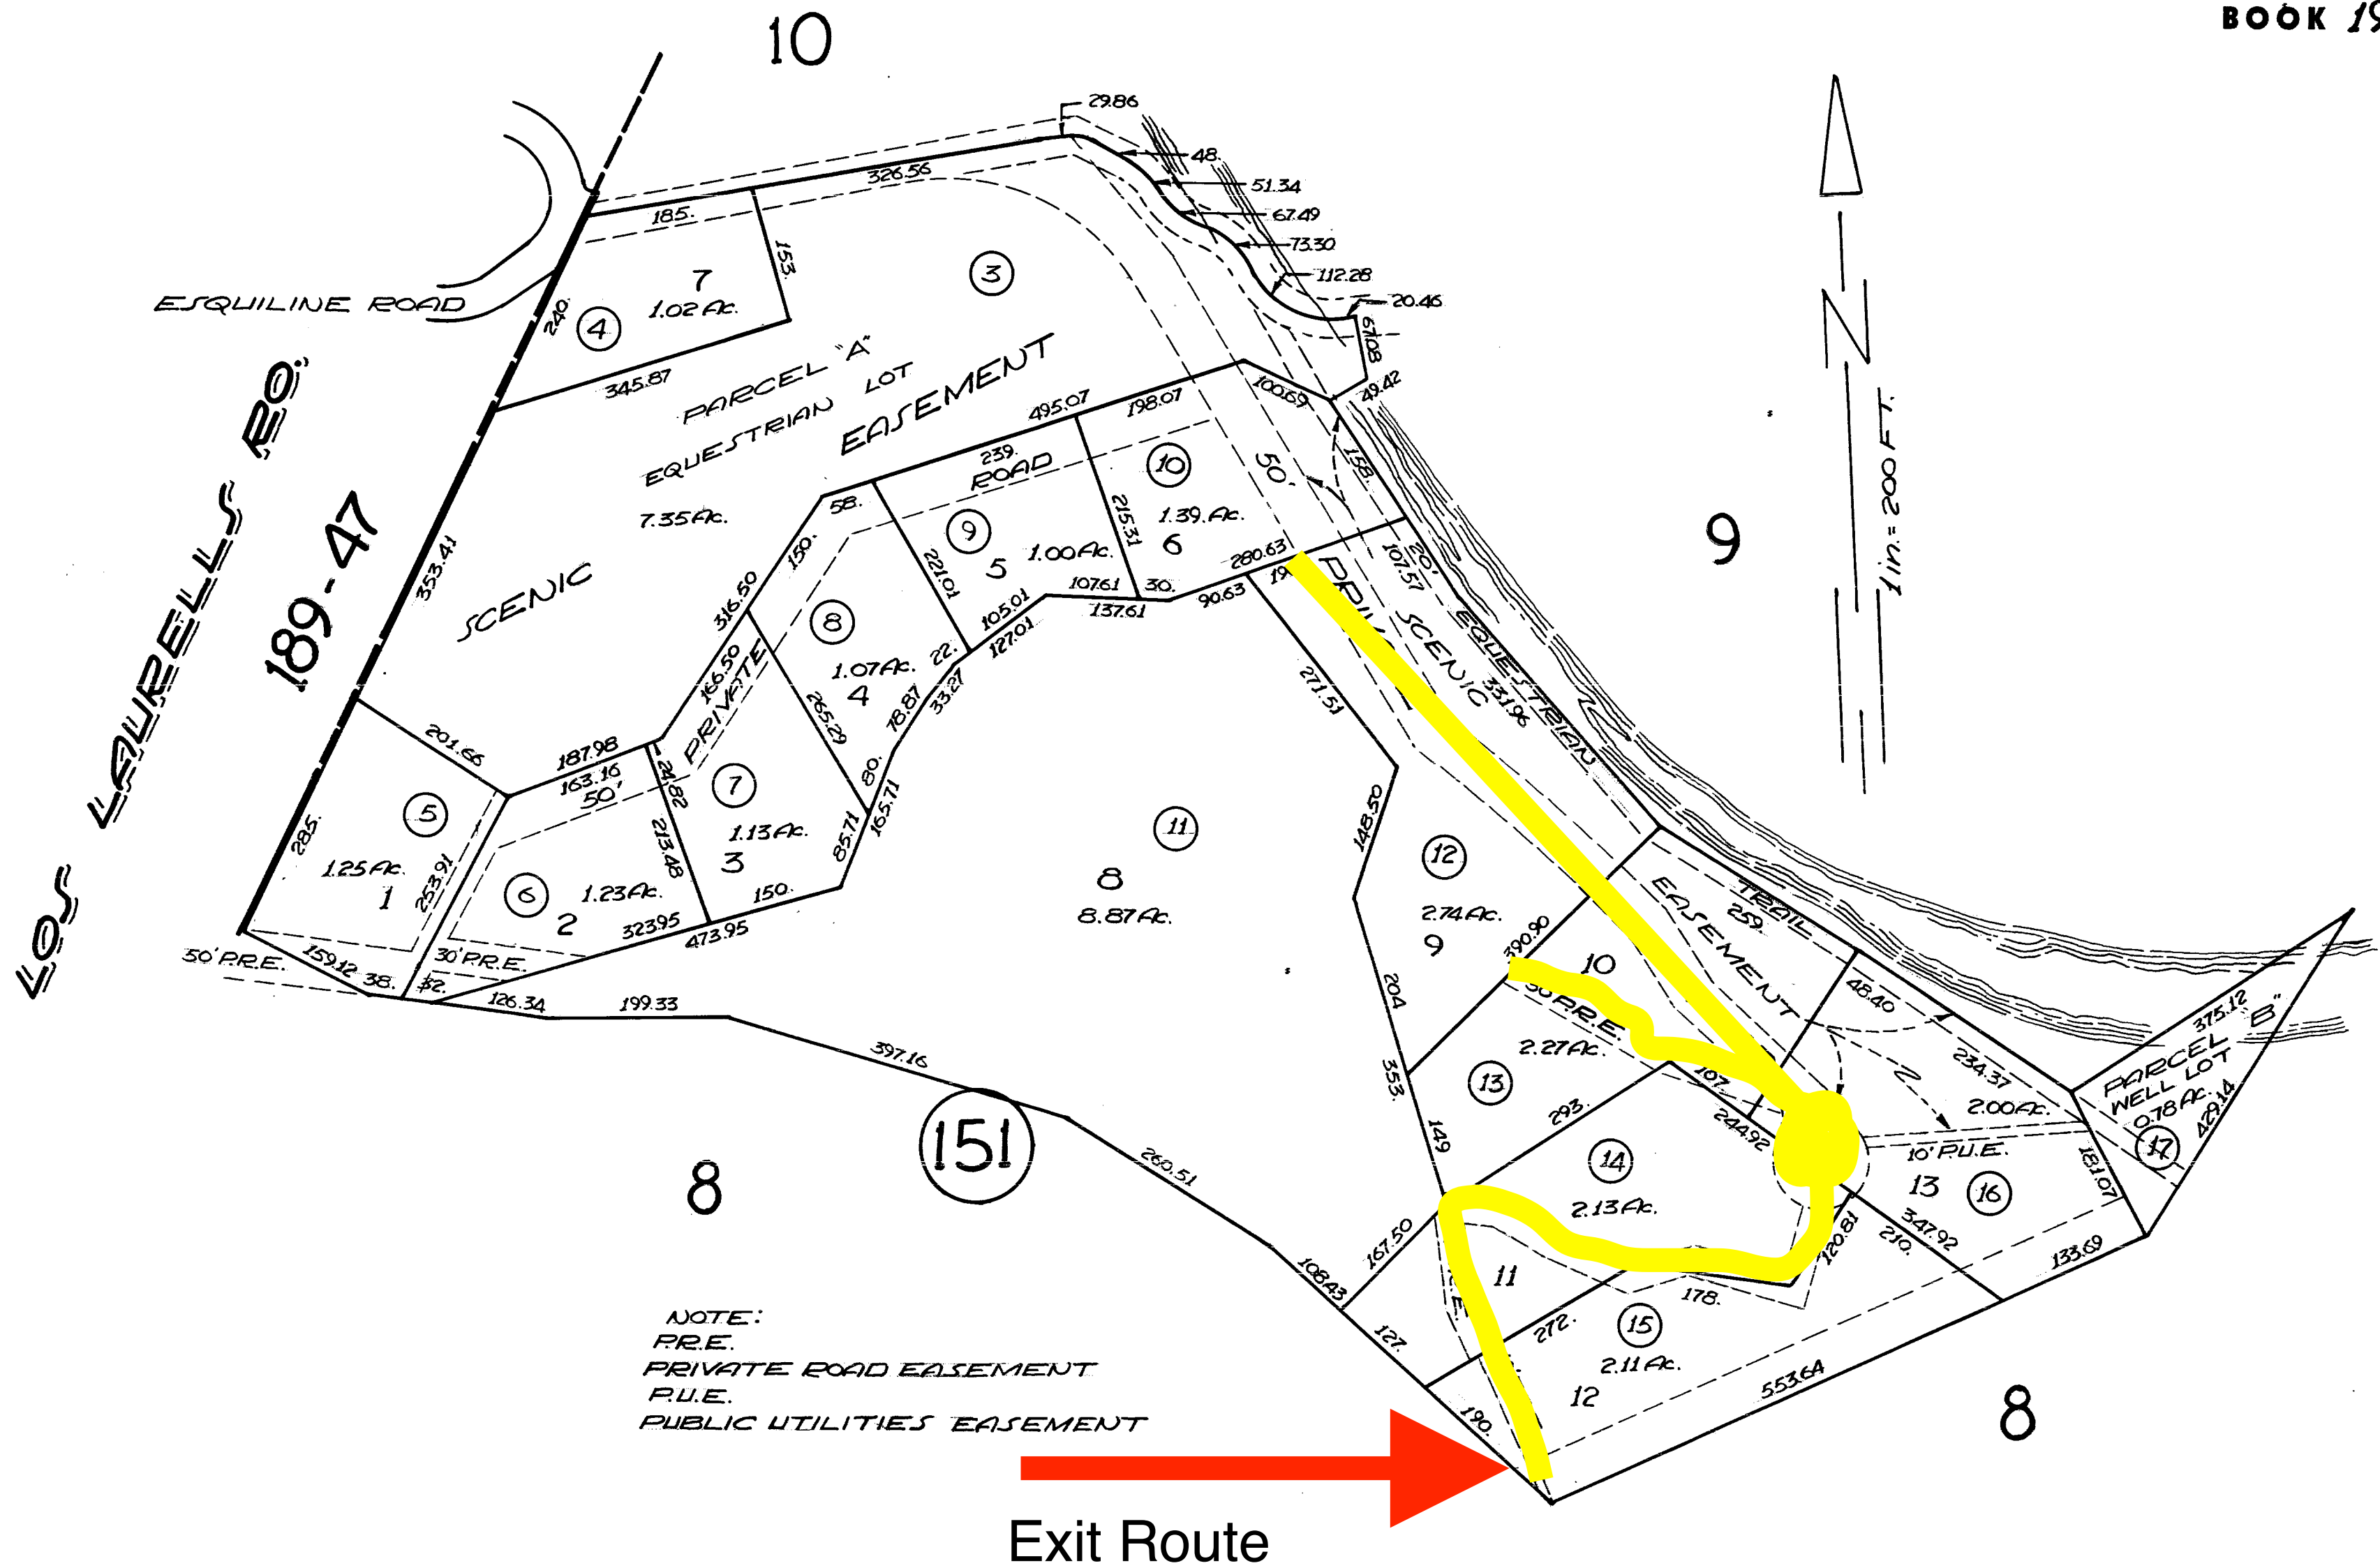 BOOK 19
10
29.86
48.
51.34
67.49
73.30
112.28
20.46
67.08
49.42
326.56
185.
153.
7
1.02 Ac.
4
3
240.
345.87
ESQUILINE ROAD
LOS LAURELLS RD.
189-47
353.41
PARCEL "A"
EQUESTRIAN LOT
7.35 Ac.
SCENIC
EASEMENT
495.07
198.07
100.69
239.
ROAD
58.
150.
316.50
166.50
PRIVATE
10
1.39 Ac.
6
215.31
280.63
50'
158.
9
5
1.00 Ac.
221.01
107.61
30.
137.61
90.63
105.01
127.01
22.
8
1.07 Ac.
4
265.29
78.87
33.27
80.
165.71
85.71
201.66
187.98
163.16
50'
24.82
213.48
7
1.13 Ac.
3
150.
5
1.25 Ac.
1
285.
253.91
6
1.23 Ac.
2
323.95
473.95
50' P.R.E.
159.12
38.
32.
30' P.R.E.
126.34
199.33
397.16
260.51
108.43
127.
190.
11
8
8.87 Ac.
271.51
148.50
204
353.
149
167.50
20'
107.57
EQUESTRIAN
TRAIL
331.96
SCENIC
EASEMENT
259.
48.40
234.37
12
2.74 Ac.
9
390.90
10
P.R.E.
2.27 Ac.
13
107.
244.92
293.
14
2.13 Ac.
11
272.
178.
120.81
15
2.11 Ac.
12
553.64
2.00 Ac.
10' P.U.E.
13
16
347.92
210.
133.69
181.07
375.12
PARCEL "B"
WELL LOT
0.78 Ac.
429.14
17
N
1 in. = 200 FT.
9
151
8
8
NOTE:
P.R.E.
PRIVATE ROAD EASEMENT
P.U.E.
PUBLIC UTILITIES EASEMENT
Exit Route